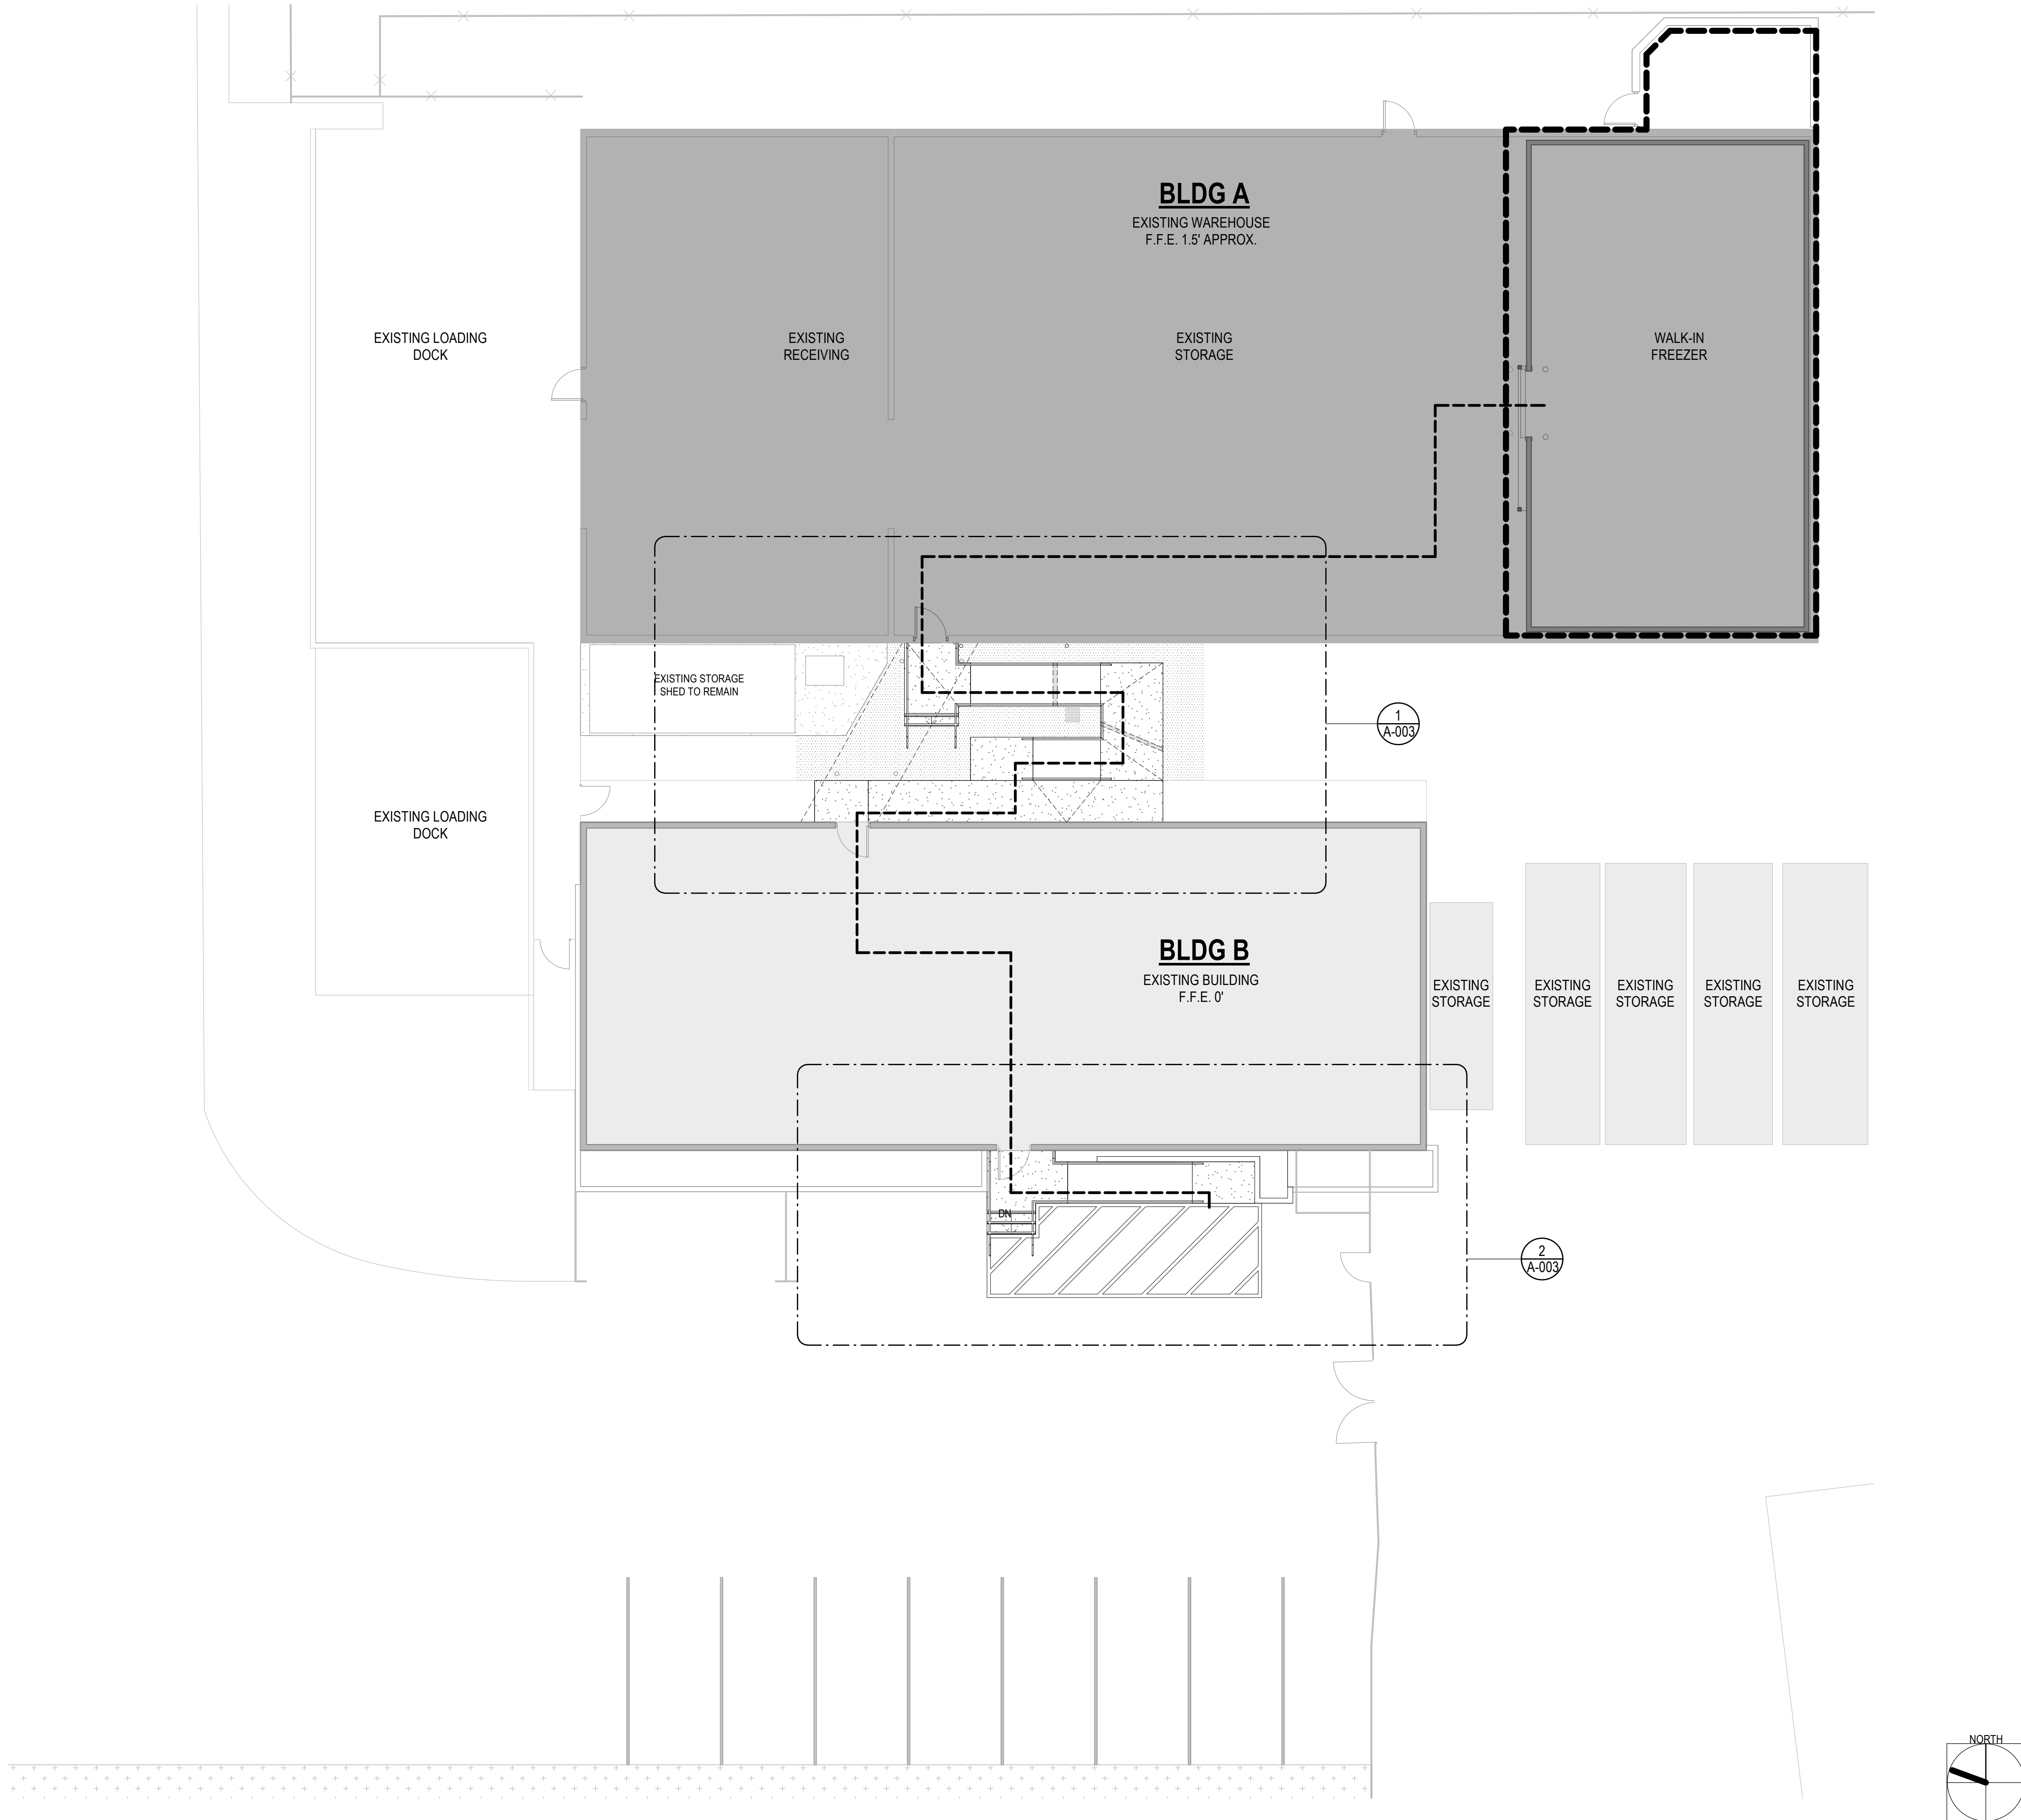 BLDG A
EXISTING WAREHOUSE
F.F.E. 1.5' APPROX.
EXISTING LOADING
DOCK
EXISTING
RECEIVING
EXISTING
STORAGE
WALK-IN
FREEZER
EXISTING STORAGE
SHED TO REMAIN
1
A-003
EXISTING LOADING
DOCK
BLDG B
EXISTING BUILDING
F.F.E. 0'
EXISTING
STORAGE
EXISTING
STORAGE
EXISTING
STORAGE
EXISTING
STORAGE
EXISTING
STORAGE
DN
2
A-003
NORTH